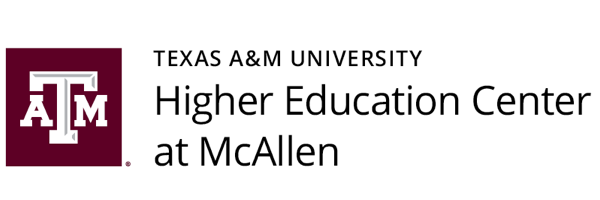 ATM
®
TEXAS A&M UNIVERSITY
Higher Education Center
at McAllen